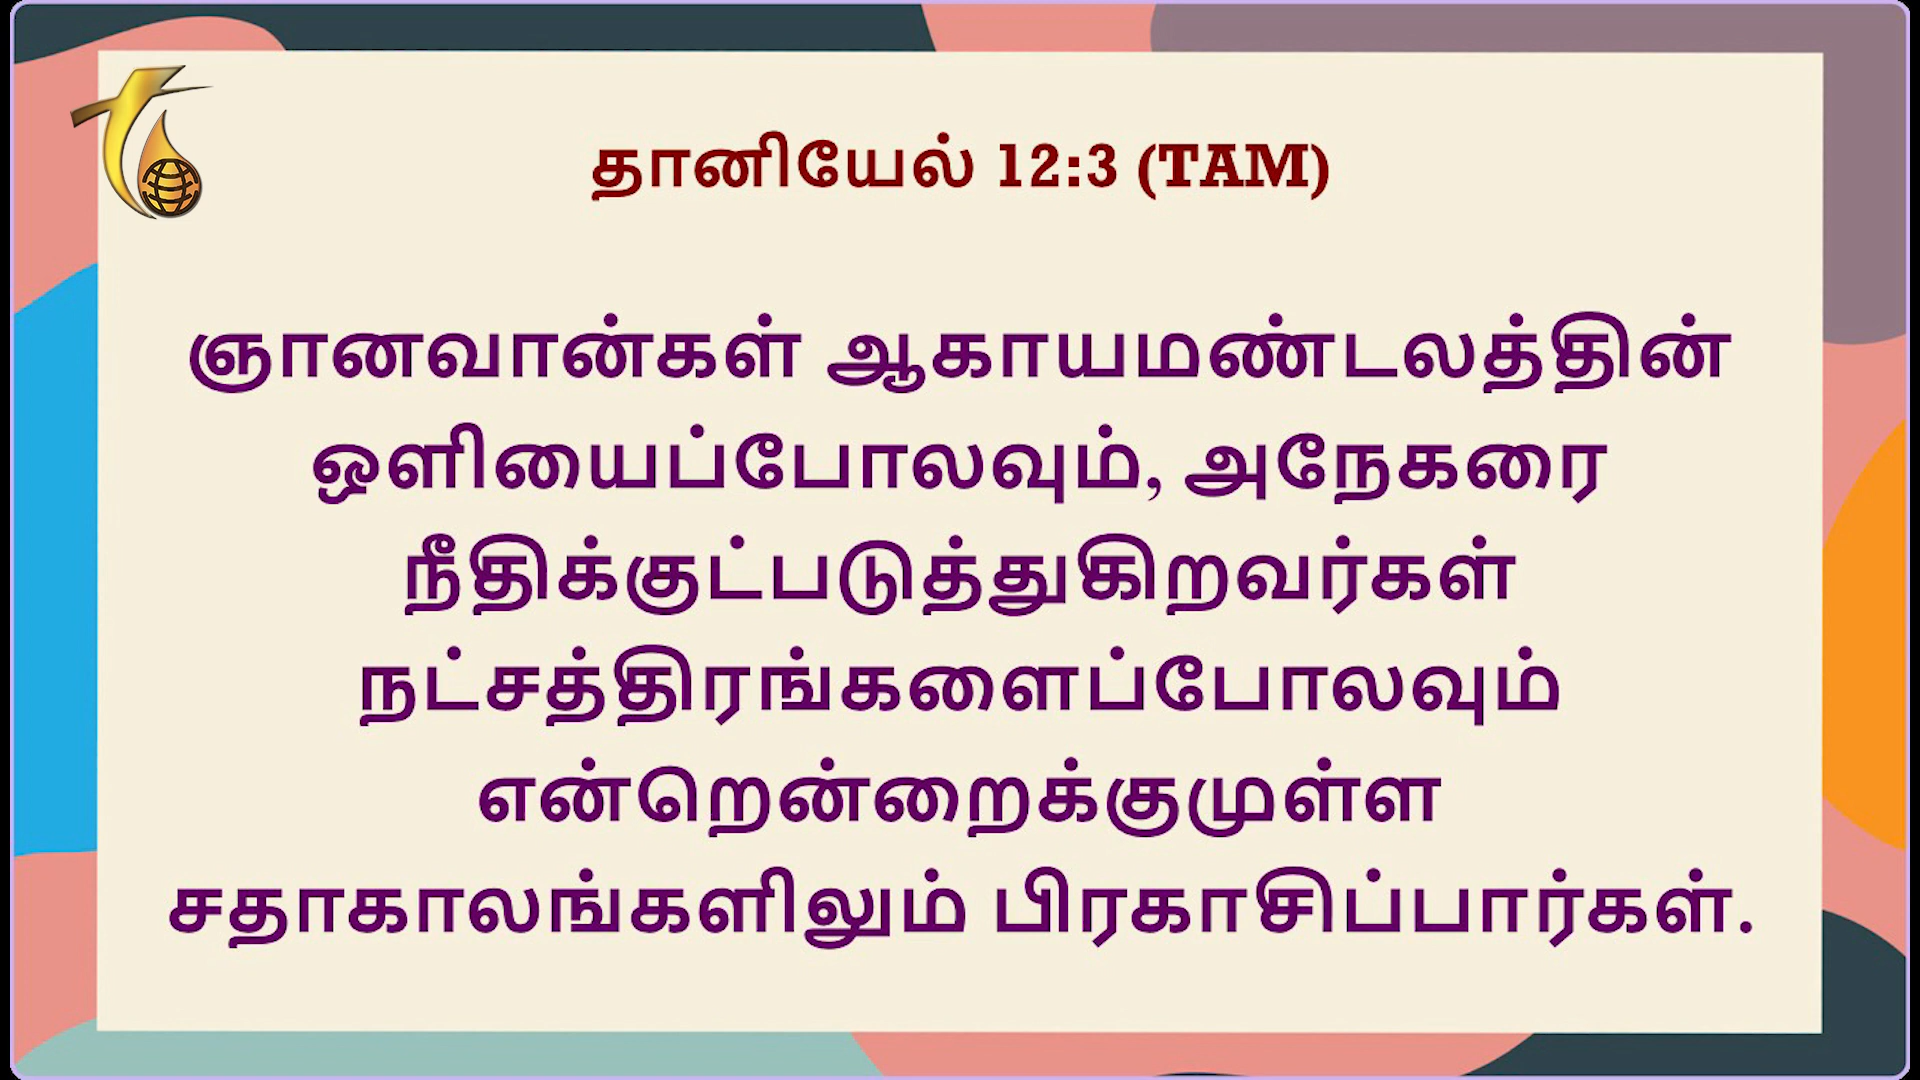 தானியேல் 12:3 (TAM)
ஞானவான்கள் ஆகாயமண்டலத்தின்
ஒளியைப்போலவும், அநேகரை
நீதிக்குட்படுத்துகிறவர்கள்
நட்சத்திரங்களைப்போலவும்
என்றென்றைக்குமுள்ள
சதாகாலங்களிலும் பிரகாசிப்பார்கள்.